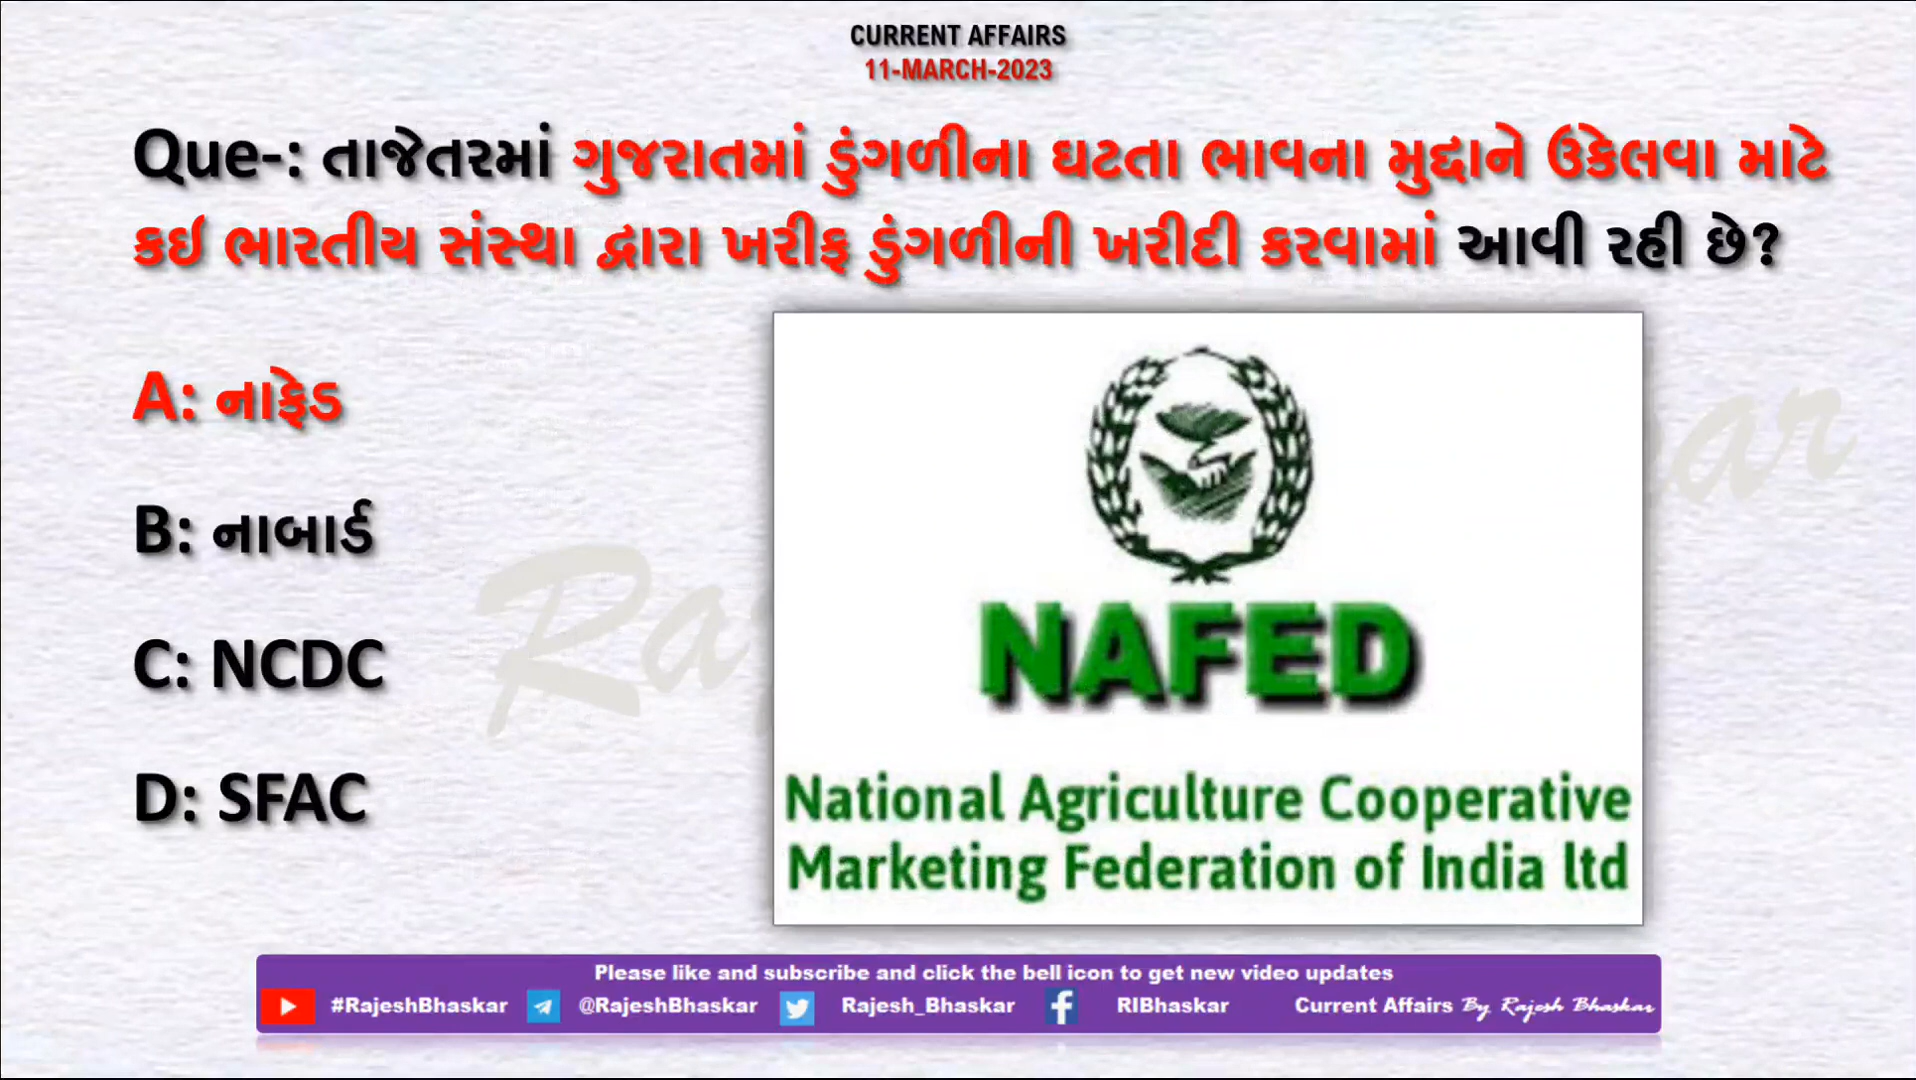 CURRENT AFFAIRS
11-MARCH-2023
Que-: તાજેતરમાં ગુજરાતમાં ડુંગળીના ઘટતા ભાવના મુદ્દાને ઉકેલવા માટે
કઇ ભારતીય સંસ્થા દ્વારા ખરીફ ડુંગળીની ખરીદી કરવામાં આવી રહી છે?
A: નાફેડ
B: નાબાર્ડ
C: NCDC
D: SFAC
NAFED
National Agriculture Cooperative
Marketing Federation of India ltd
Please like and subscribe and click the bell icon to get new video updates
#RajeshBhaskar @RajeshBhaskar Rajesh_Bhaskar RIBhaskar Current Affairs By Rajesh Bhaskar